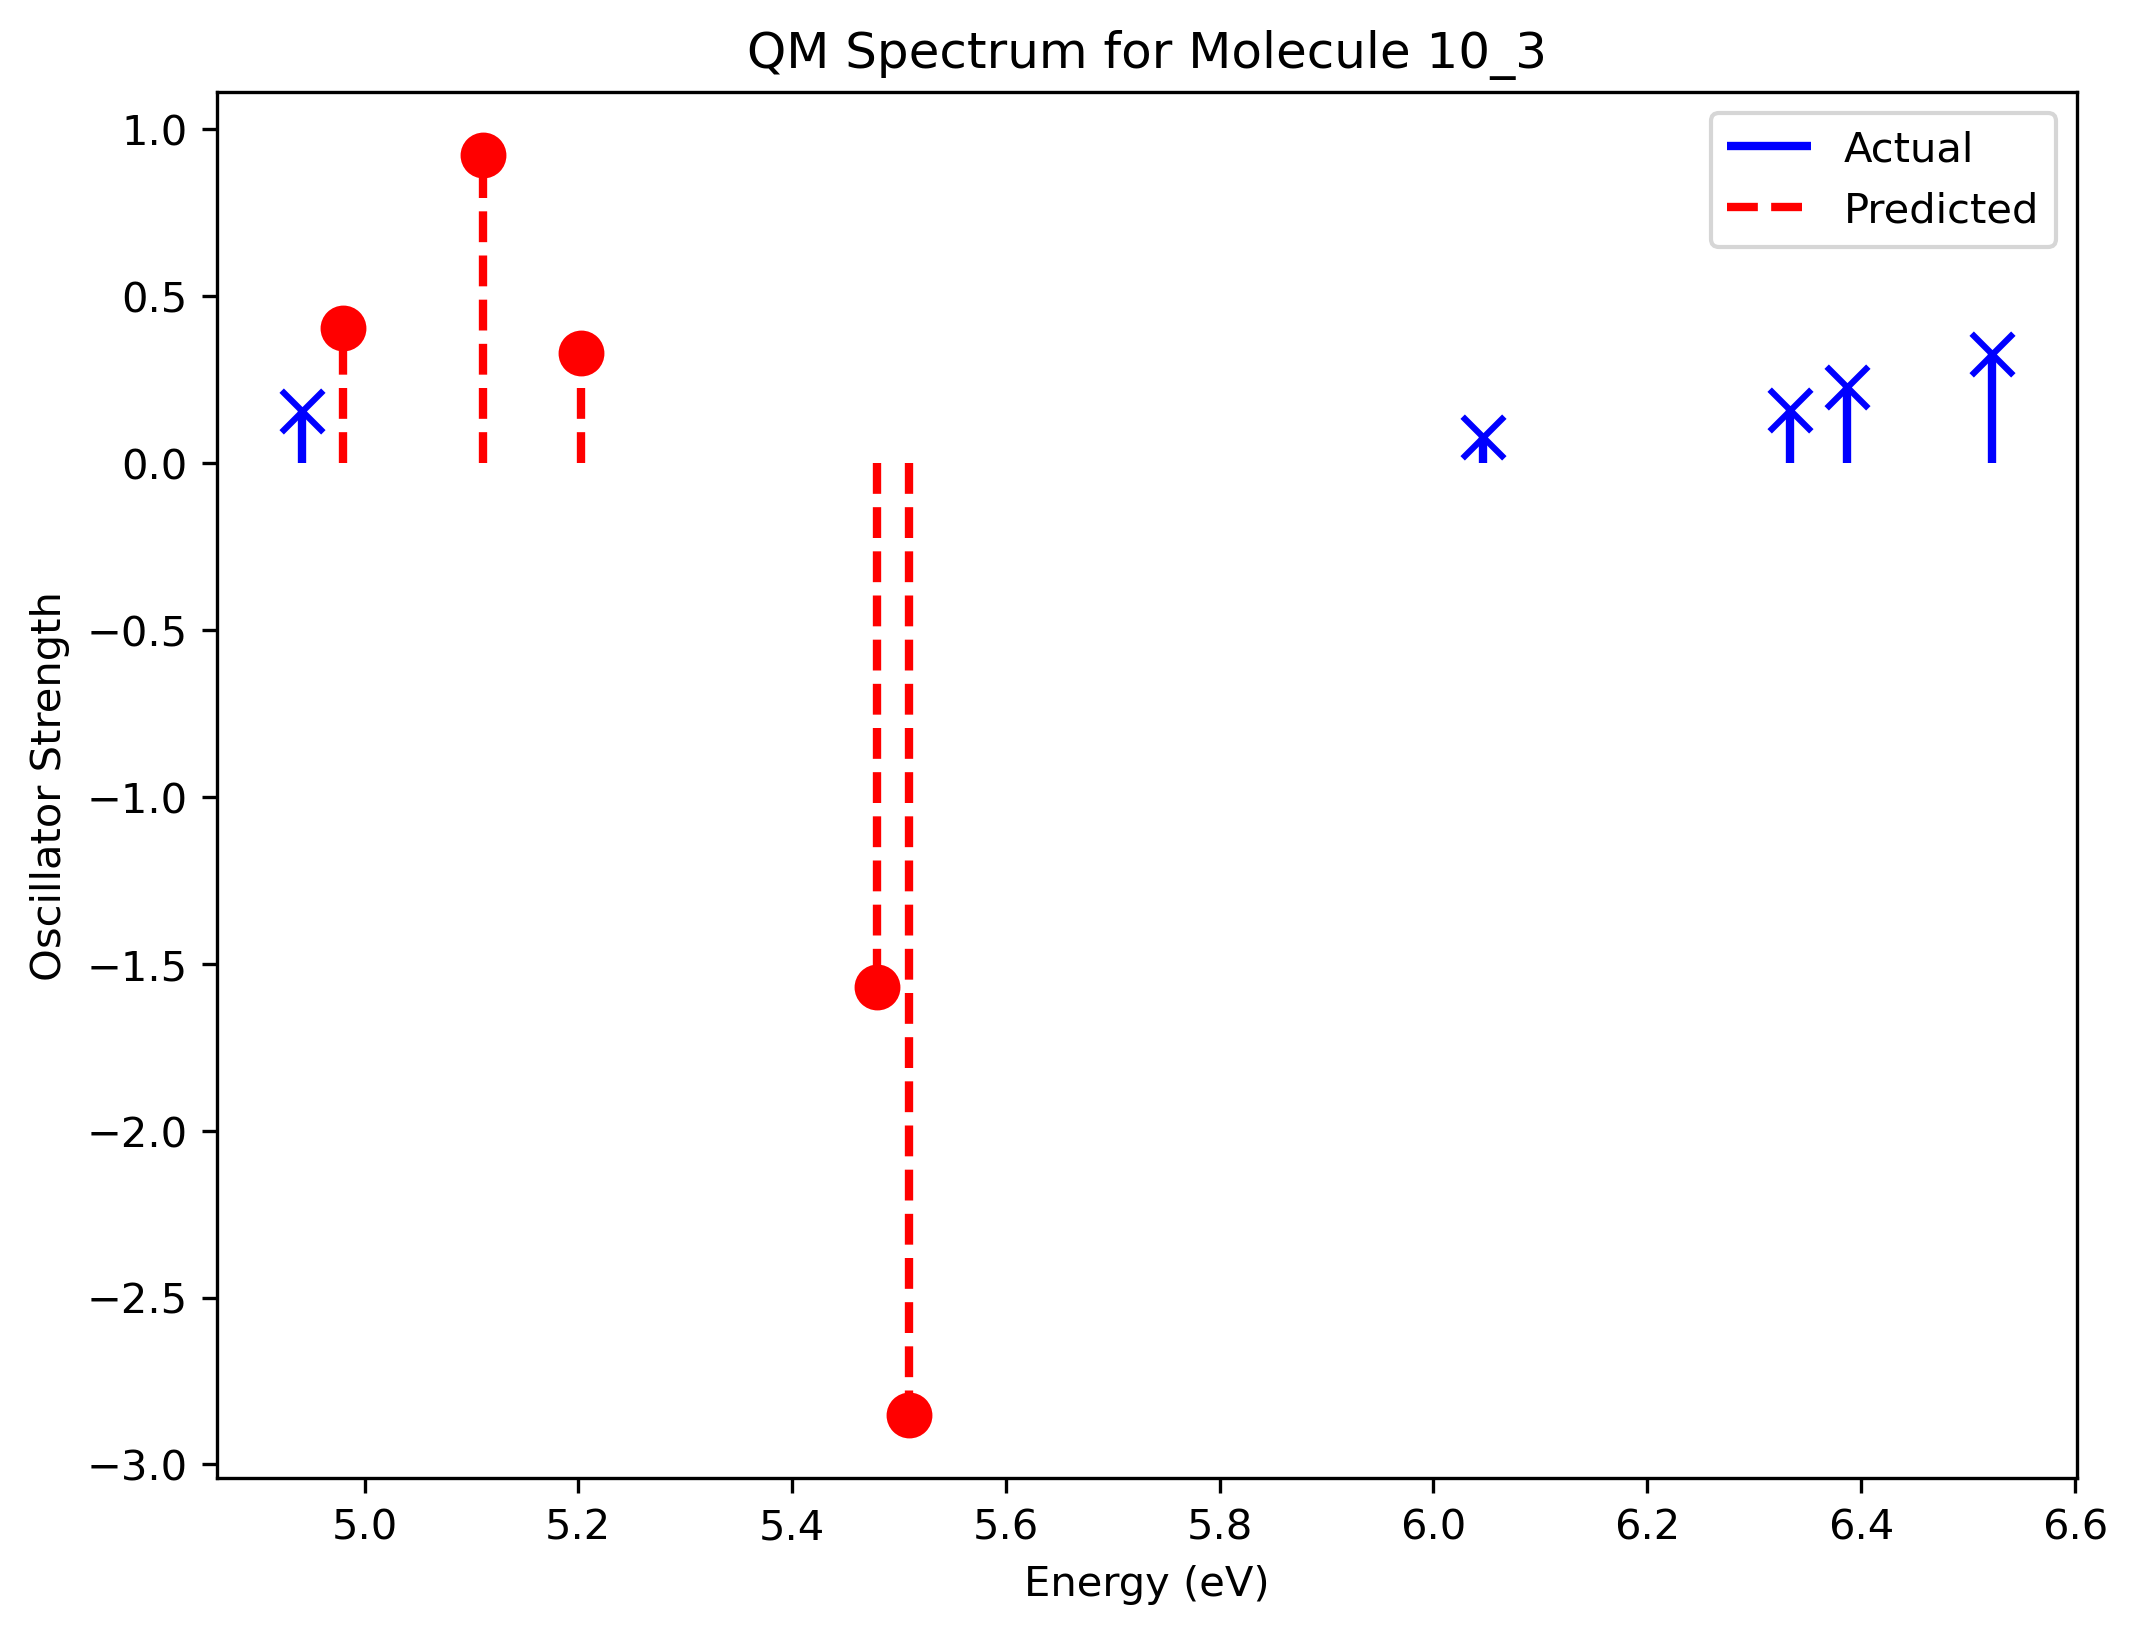 QM Spectrum for Molecule 10_3
Actual
Predicted
1.0
0.5
0.0
−0.5
−1.0
−1.5
−2.0
−2.5
−3.0
Oscillator Strength
5.0 5.2 5.4 5.6 5.8 6.0 6.2 6.4 6.6
Energy (eV)